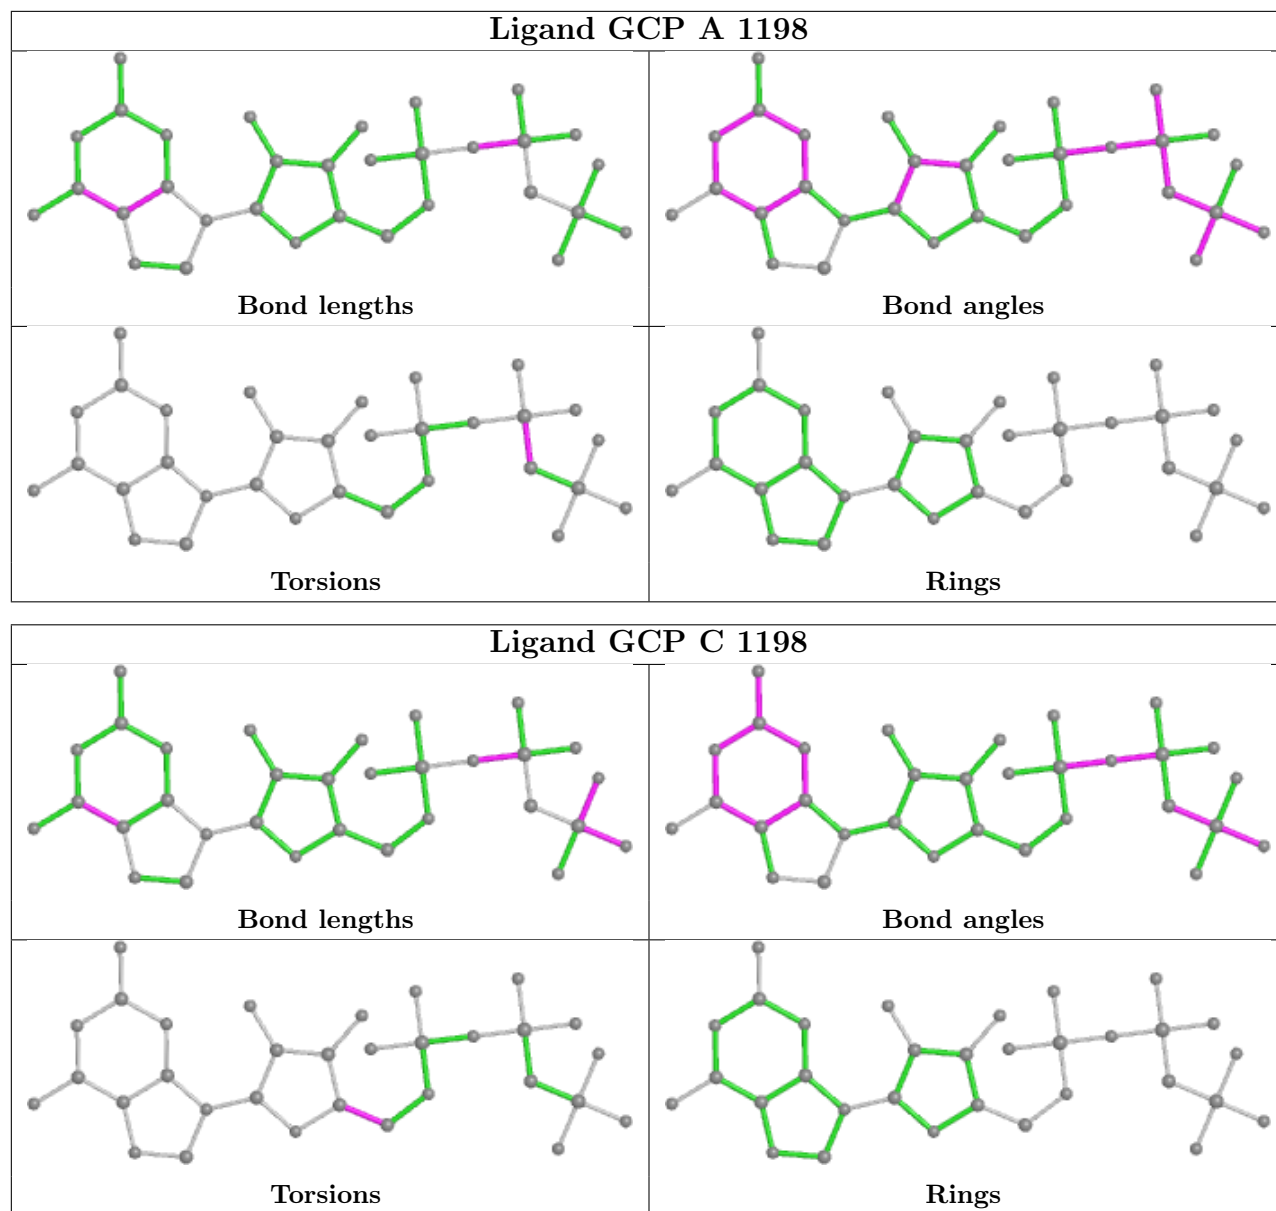 Ligand GCP A 1198
Bond lengths
Bond angles
Torsions
Rings
Ligand GCP C 1198
Bond lengths
Bond angles
Torsions
Rings